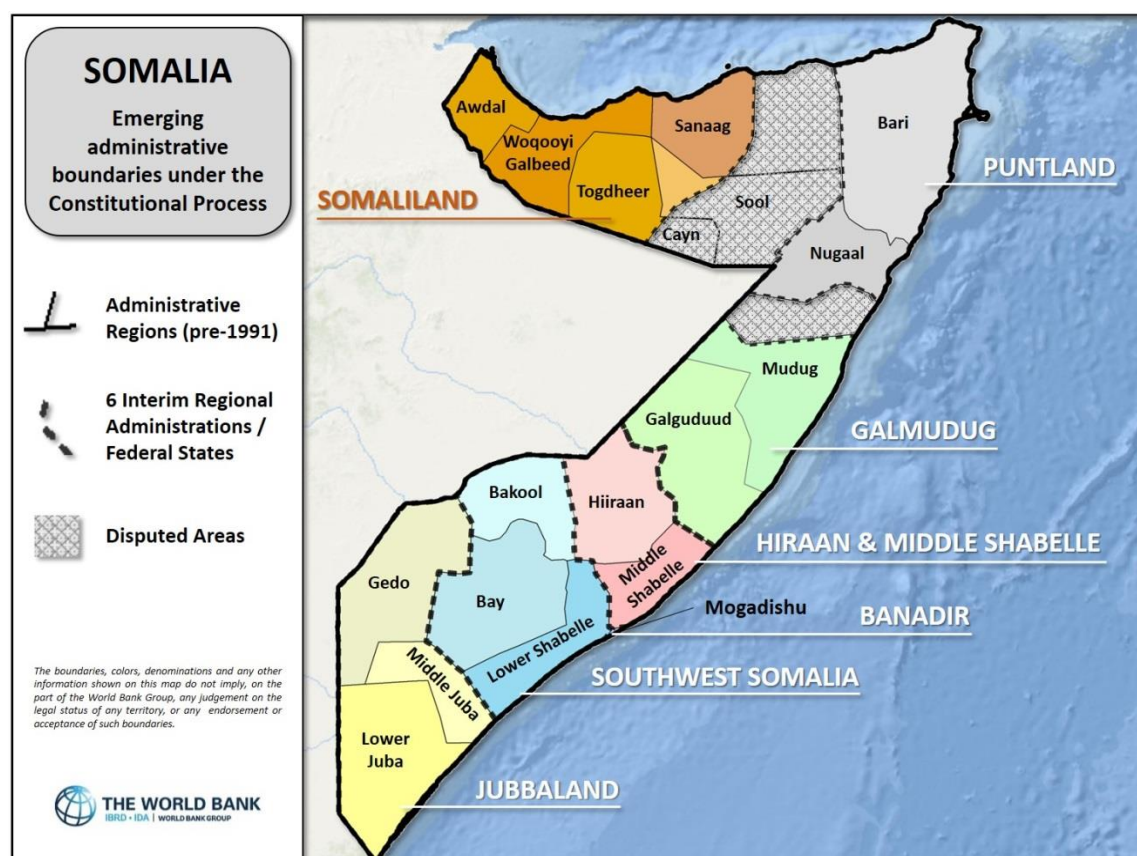 SOMALIA
Emerging
administrative
boundaries under the
Constitutional Process
Administrative
Regions (pre-1991)
6 Interim Regional
Administrations /
Federal States
Disputed Areas
The boundaries, colors, denominations and any other
information shown on this map do not imply, on the
part of the World Bank Group, any judgement on the
legal status of any territory, or any endorsement or
acceptance of such boundaries.
THE WORLD BANK
IBRD • IDA | WORLD BANK GROUP
Awdal
Woqooyi
Galbeed
Togdheer
Sanaag
Bari
PUNTLAND
SOMALILAND
Sool
Cayn
Nugaal
Mudug
Galguduud
GALMUDUG
Bakool
Hiiraan
HIRAAN & MIDDLE SHABELLE
Middle
Shabelle
Gedo
Bay
Mogadishu
BANADIR
Lower Shabelle
SOUTHWEST SOMALIA
Middle Juba
Lower
Juba
JUBBALAND